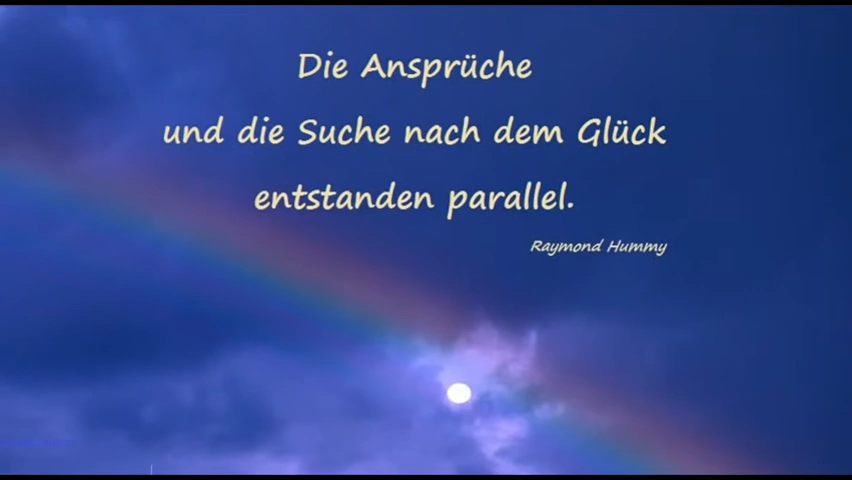 Die Ansprüche
und die Suche nach dem Glück
entstanden parallel.
Raymond Hummy